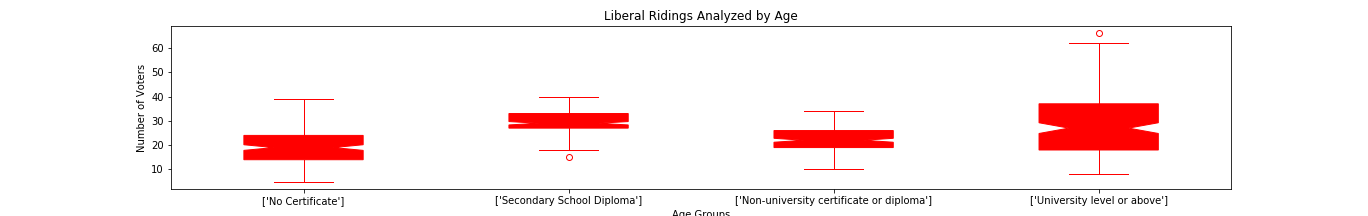 Liberal Ridings Analyzed by Age
Number of Voters
60
50
40
30
20
10
['No Certificate'] ['Secondary School Diploma'] ['Non-university certificate or diploma'] ['University level or above']
Age Groups